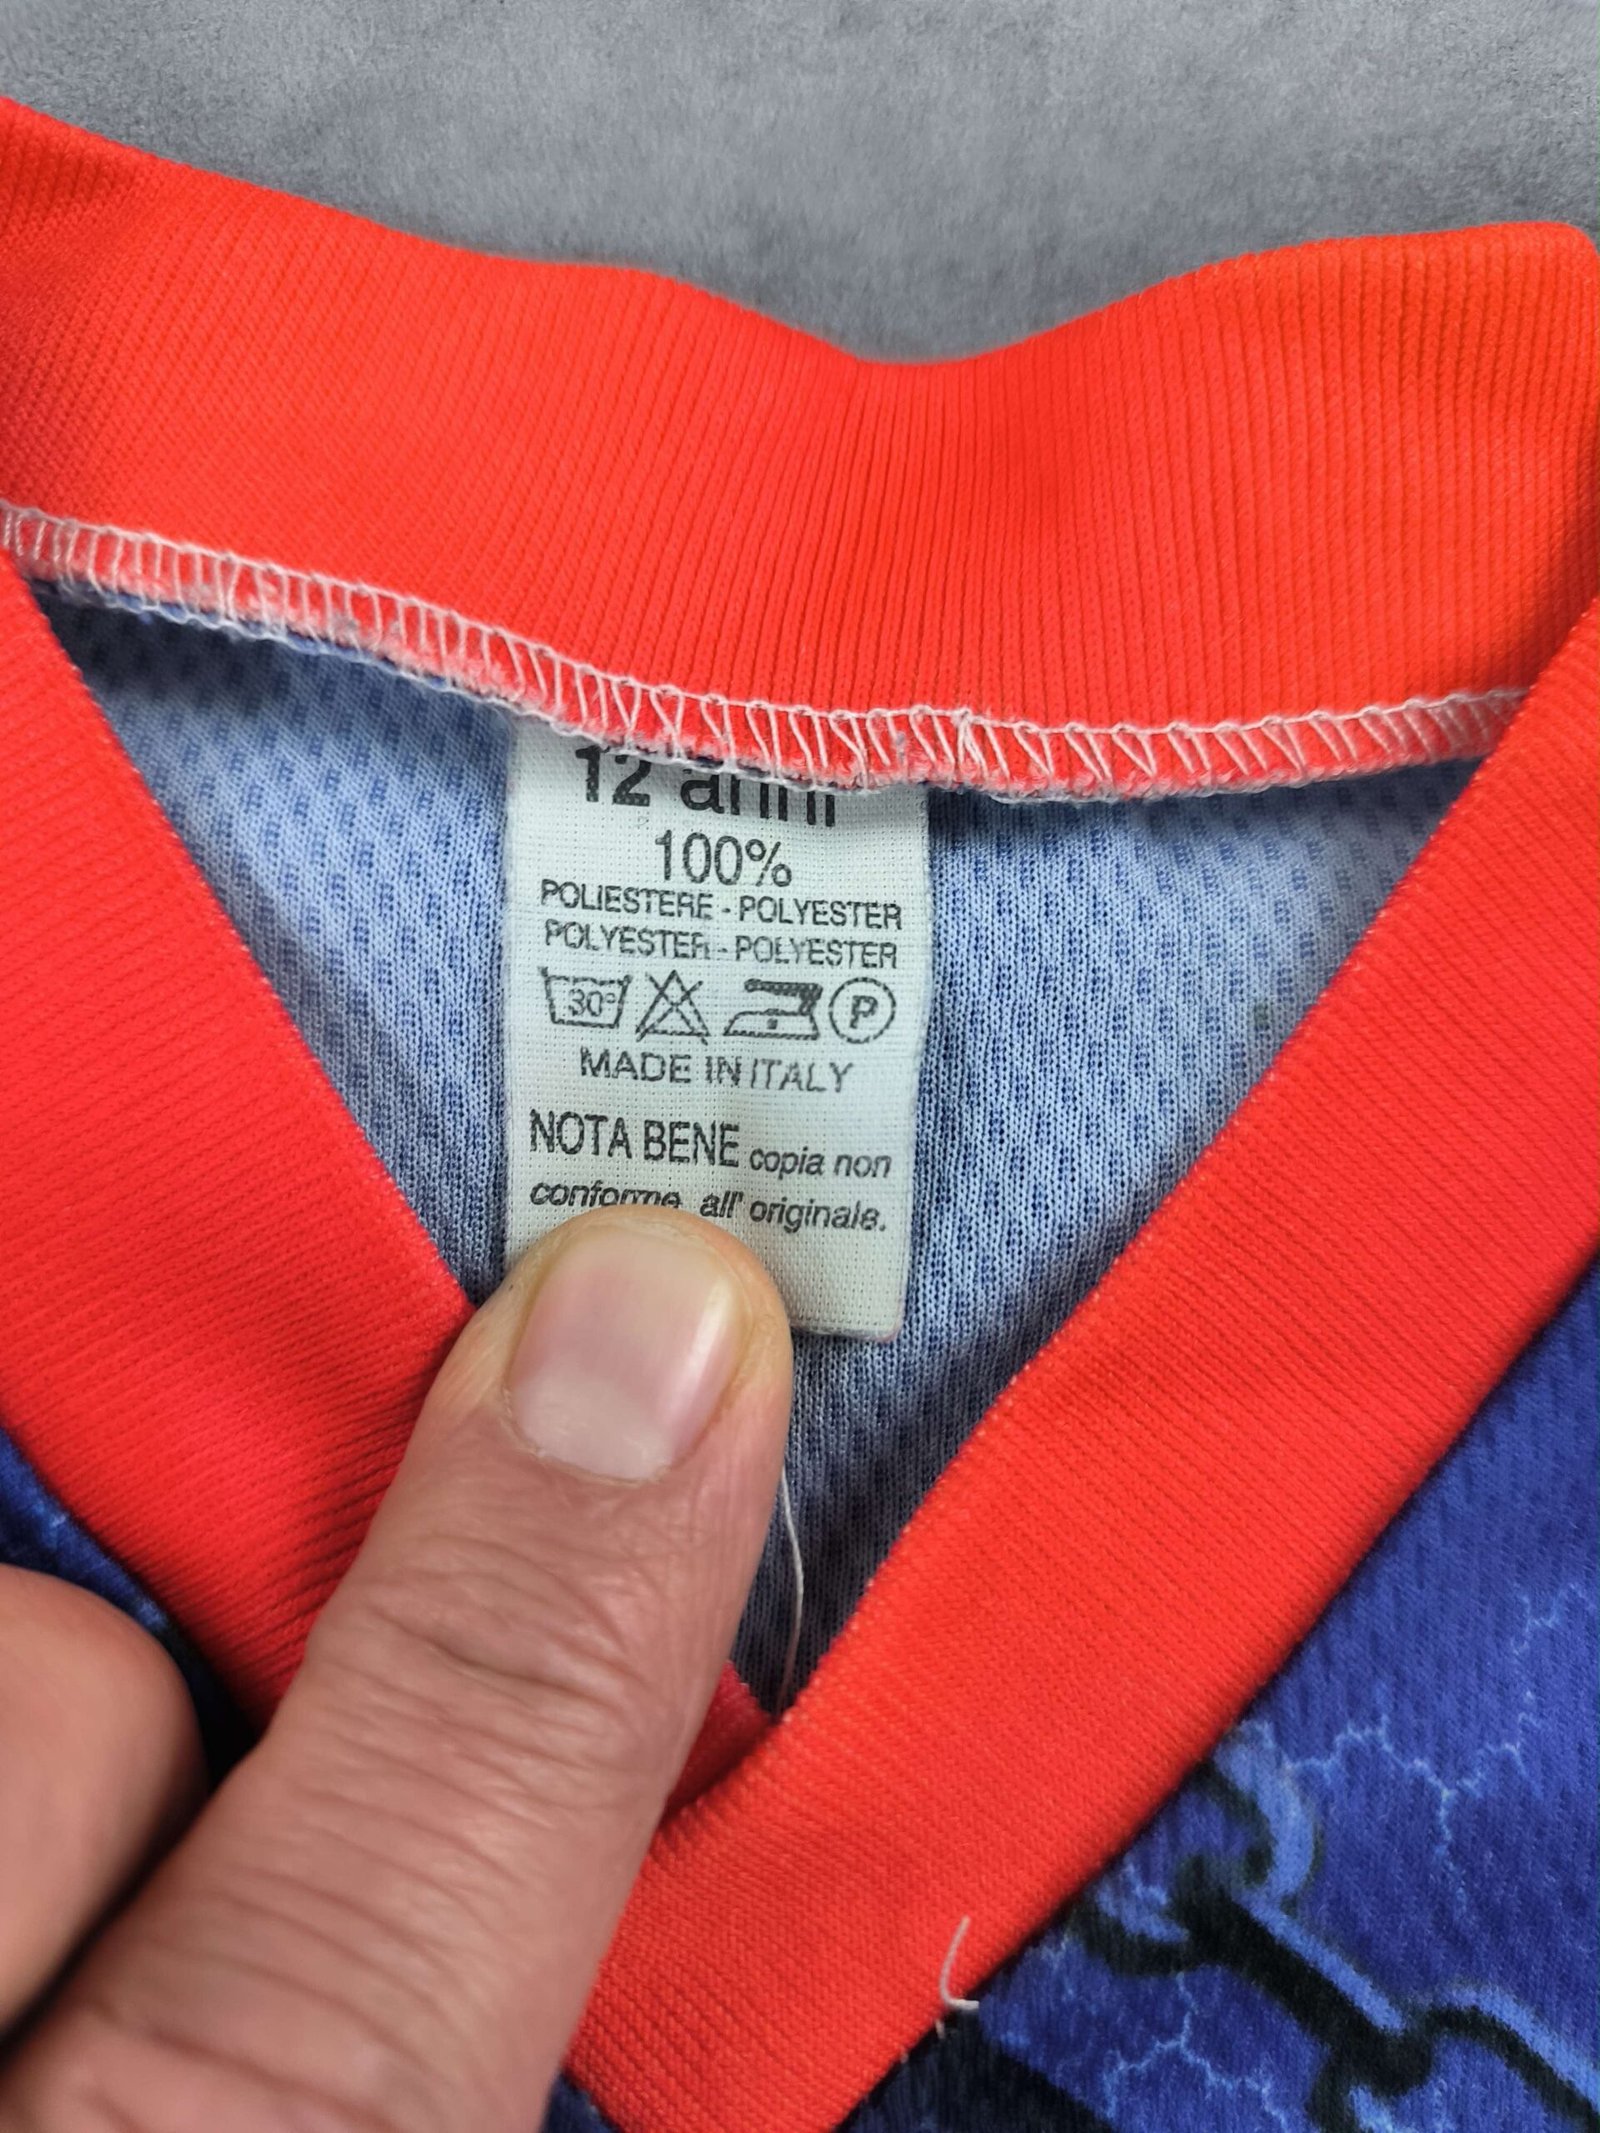 12 anni
100%
POLIESTERE - POLYESTER
POLYESTER - POLYESTER
30° P
MADE IN ITALY
NOTA BENE copia non
conforme all' originale.